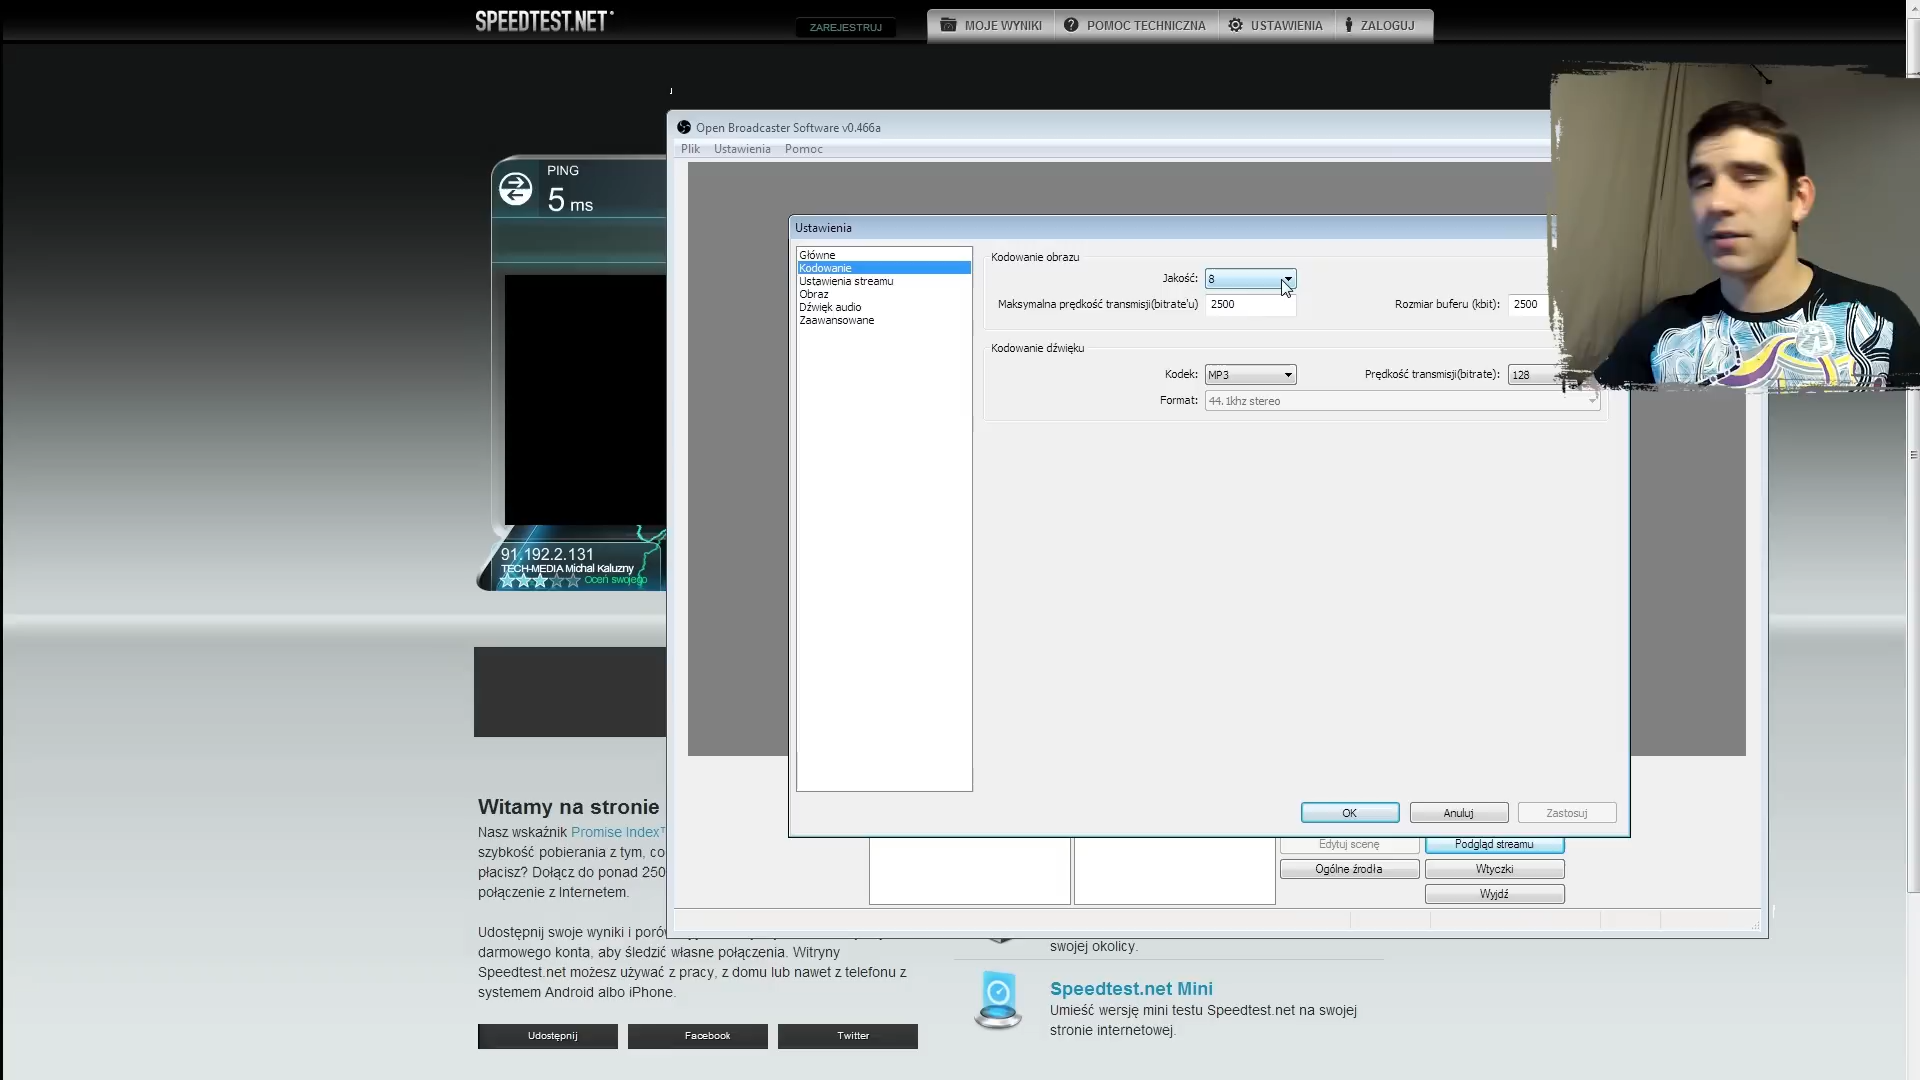 SPEEDTEST.NET
ZAREJESTRUJ
MOJE WYNIKI
POMOC TECHNICZNA
USTAWIENIA
ZALOGUJ
Open Broadcaster Software v0.466a
Plik Ustawienia Pomoc
PING
5 ms
Ustawienia
Główne
Kodowanie
Ustawienia streamu
Obraz
Dźwięk audio
Zaawansowane
Kodowanie obrazu
Jakość: 8
Maksymalna prędkość transmisji(bitrate'u) 2500
Rozmiar buferu (kbit): 2500
Kodowanie dźwięku
Kodek: MP3
Prędkość transmisji(bitrate): 128
Format: 44.1khz stereo
91.192.2.131
TECH-MEDIA Michal Kaluzny
Oceń swojego
OK
Anuluj
Zastosuj
Edytuj scenę
Podgląd streamu
Ogólne źródła
Wtyczki
Wyjdź
Witamy na stronie
Nasz wskaźnik Promise Index
szybkość pobierania z tym, co
płacisz? Dołącz do ponad 250
połączenie z Internetem.
Udostępnij swoje wyniki i
darmowego konta, aby śledzić własne połączenia. Witryny
Speedtest.net możesz używać z pracy, z domu lub nawet z telefonu z
systemem Android albo iPhone.
Udostępnij
Facebook
Twitter
swojej okolicy.
Speedtest.net Mini
Umieść wersję mini testu Speedtest.net na swojej
stronie internetowej.